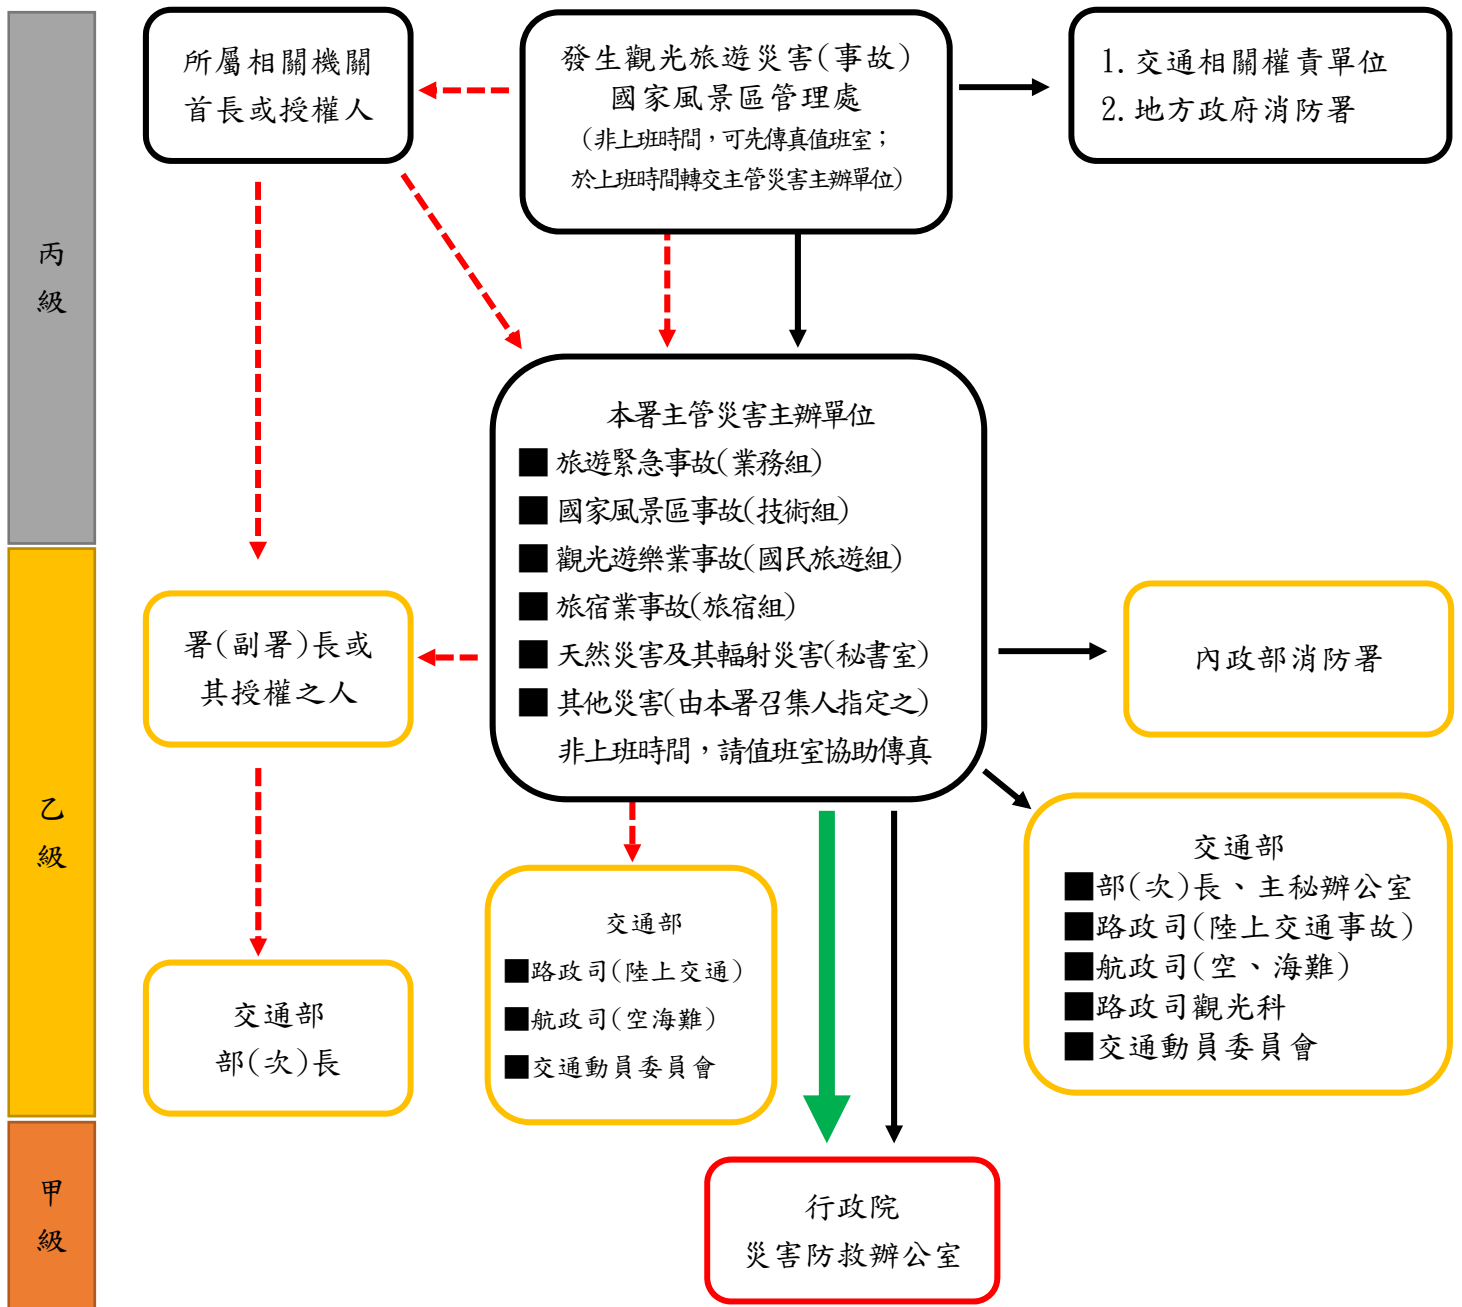 丙
級
乙
級
甲
級
所屬相關機關
首長或授權人
發生觀光旅遊災害(事故)
國家風景區管理處
(非上班時間，可先傳真值班室；
於上班時間轉交主管災害主辦單位)
1. 交通相關權責單位
2. 地方政府消防署
本署主管災害主辦單位
■ 旅遊緊急事故(業務組)
■ 國家風景區事故(技術組)
■ 觀光遊樂業事故(國民旅遊組)
■ 旅宿業事故(旅宿組)
■ 天然災害及其輻射災害(秘書室)
■ 其他災害(由本署召集人指定之)
非上班時間，請值班室協助傳真
署(副署)長或
其授權之人
內政部消防署
交通部
部(次)長
交通部
■路政司(陸上交通)
■航政司(空海難)
■交通動員委員會
交通部
■部(次)長、主秘辦公室
■路政司(陸上交通事故)
■航政司(空、海難)
■路政司觀光科
■交通動員委員會
行政院
災害防救辦公室